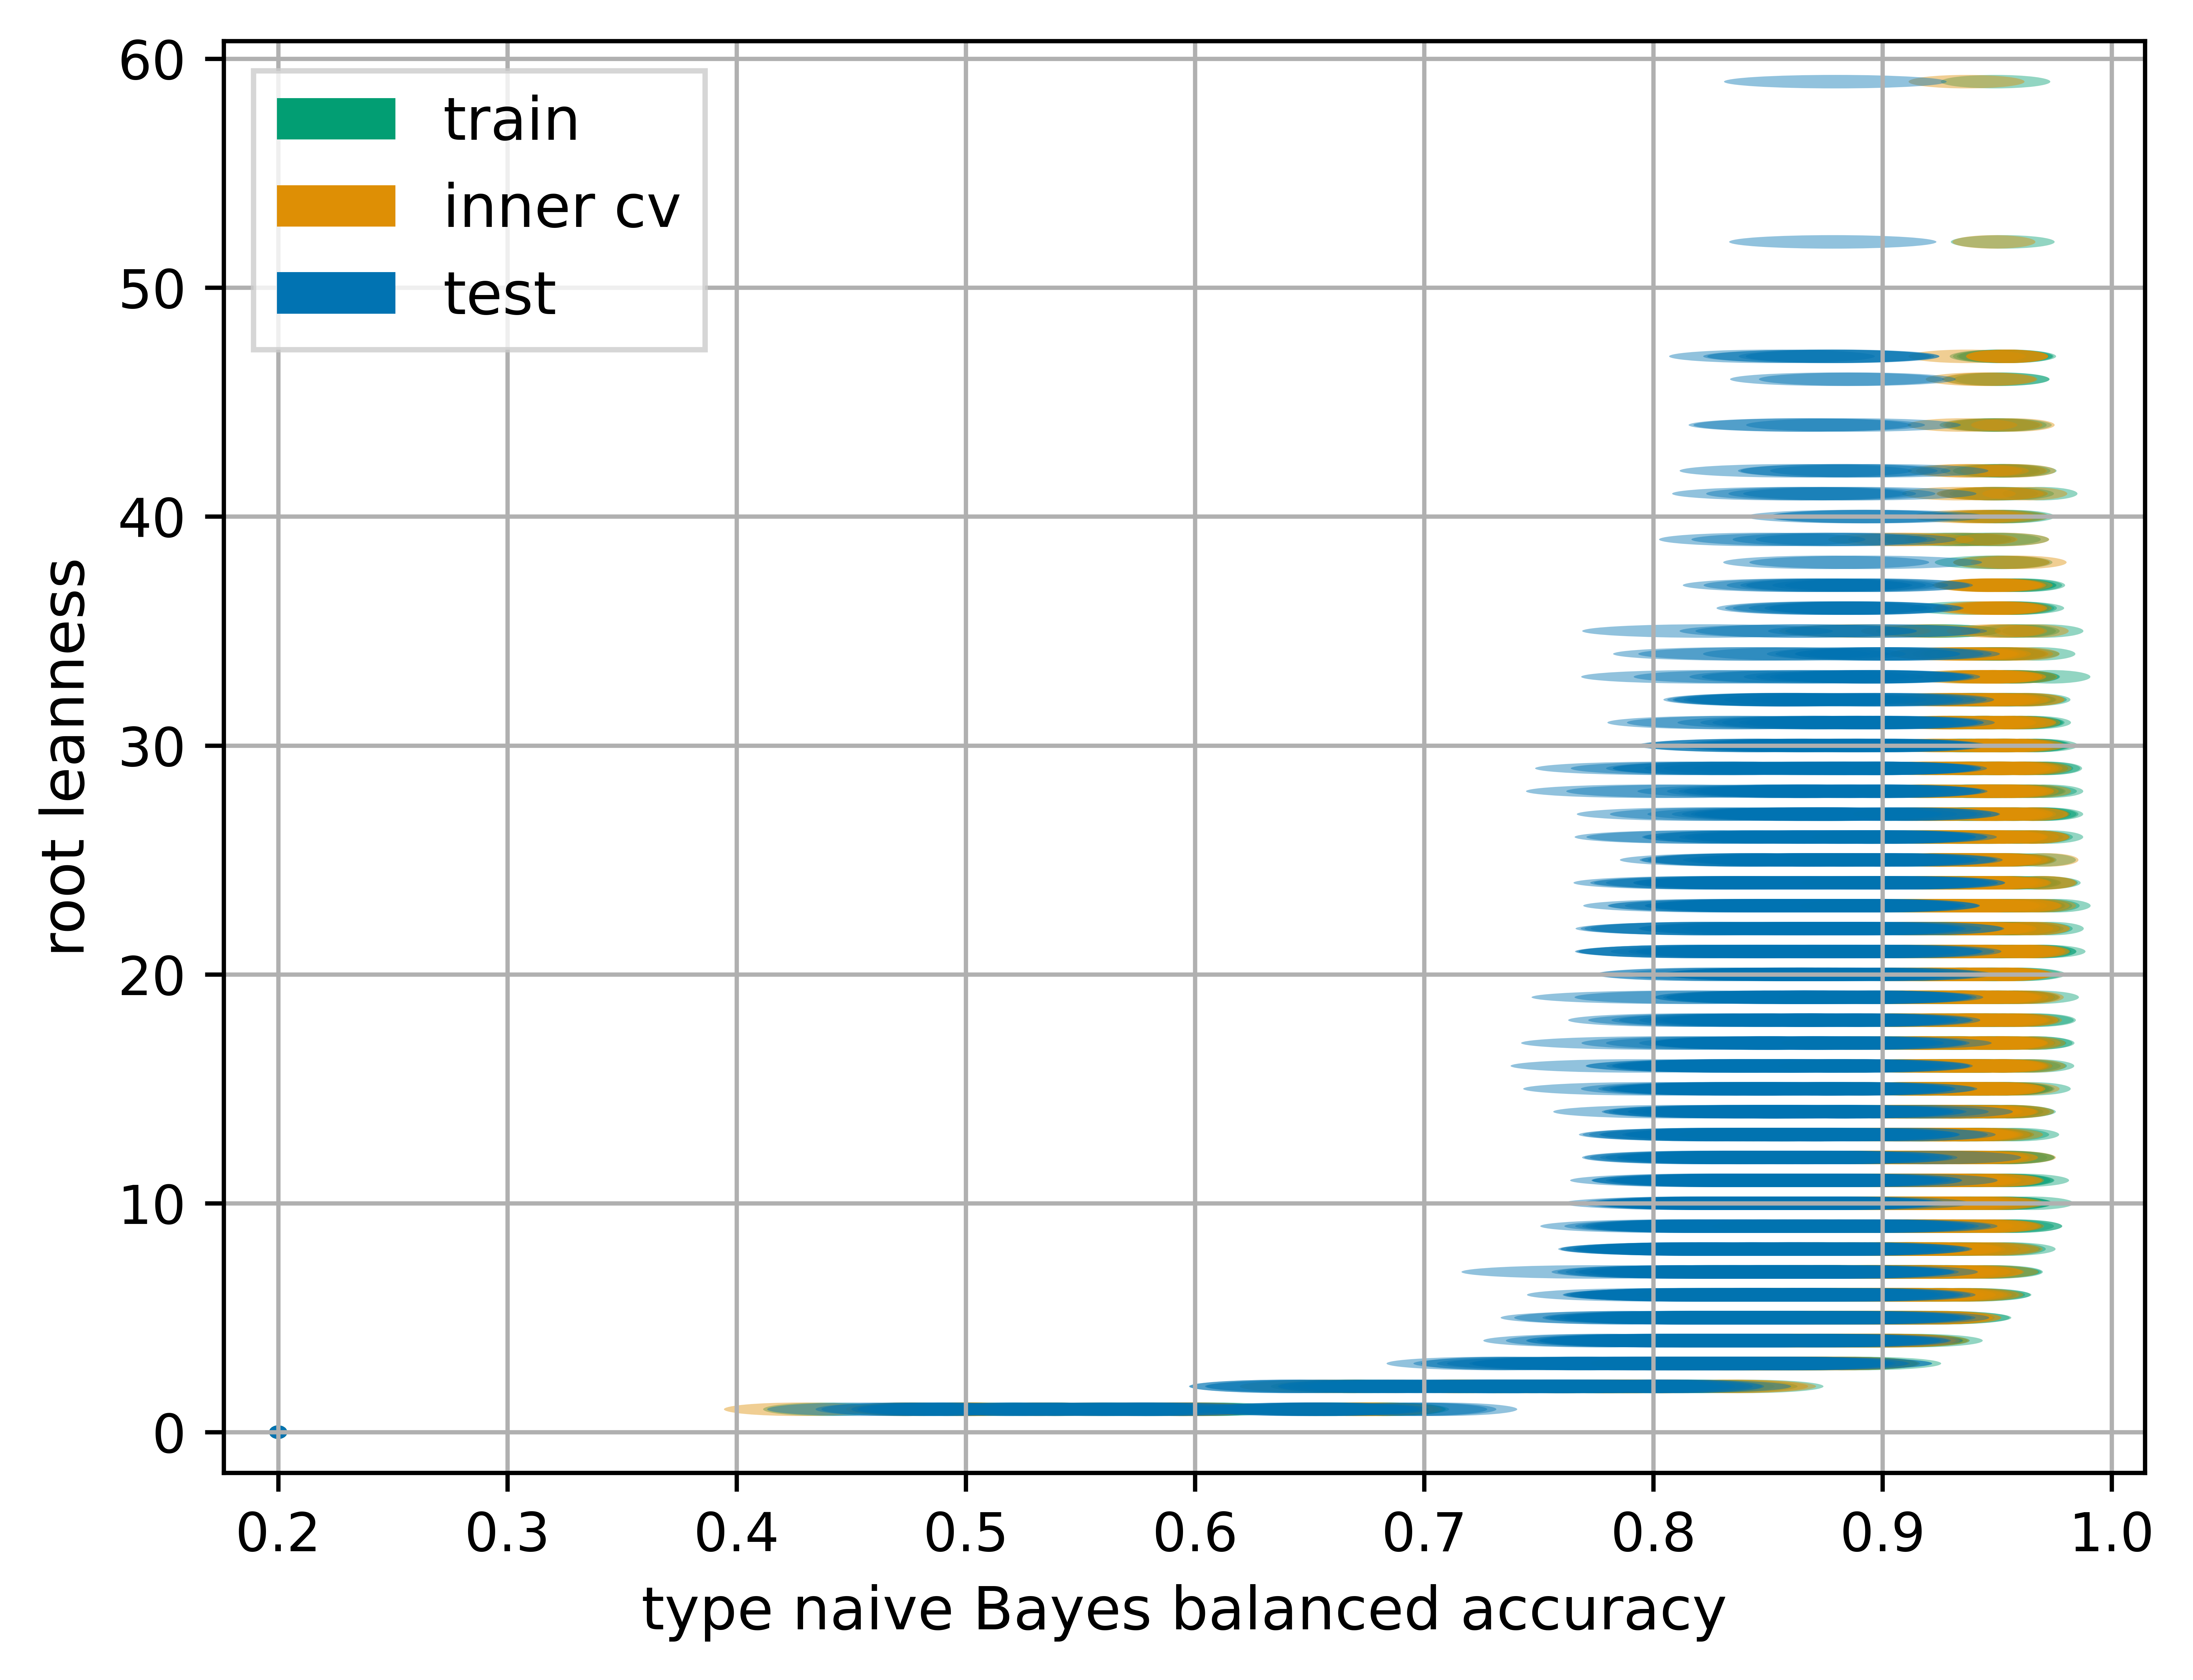 train
inner cv
test
root leanness
60
50
40
30
20
10
0
0.2 0.3 0.4 0.5 0.6 0.7 0.8 0.9 1.0
type naive Bayes balanced accuracy